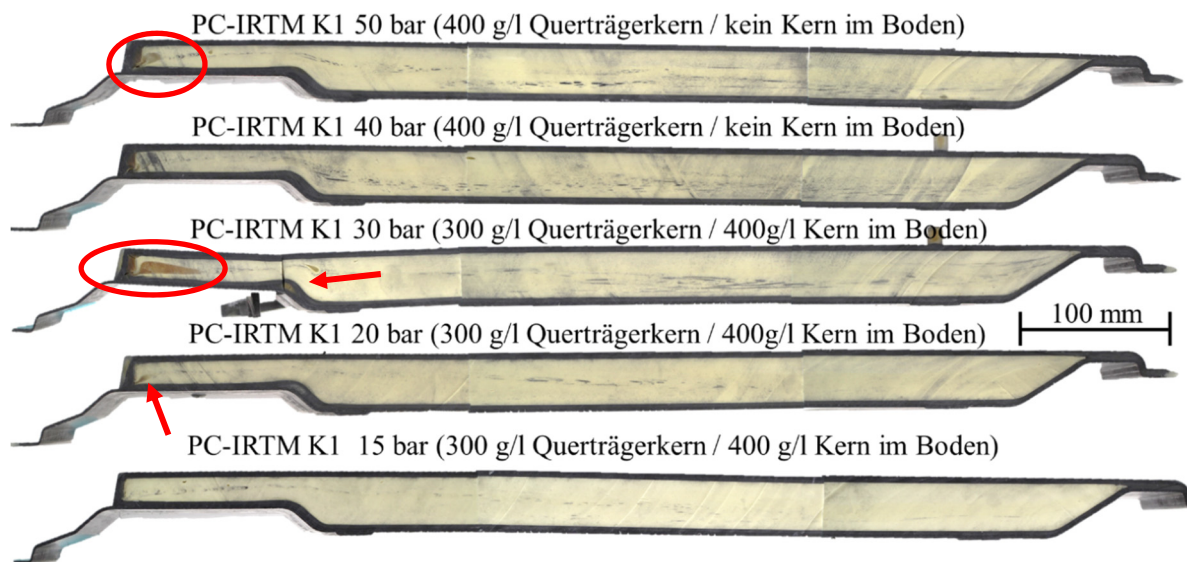 PC-IRTM K1 50 bar (400 g/l Querträgerkern / kein Kern im Boden)
PC-IRTM K1 40 bar (400 g/l Querträgerkern / kein Kern im Boden)
PC-IRTM K1 30 bar (300 g/l Querträgerkern / 400g/l Kern im Boden)
100 mm
PC-IRTM K1 20 bar (300 g/l Querträgerkern / 400g/l Kern im Boden)
PC-IRTM K1 15 bar (300 g/l Querträgerkern / 400 g/l Kern im Boden)